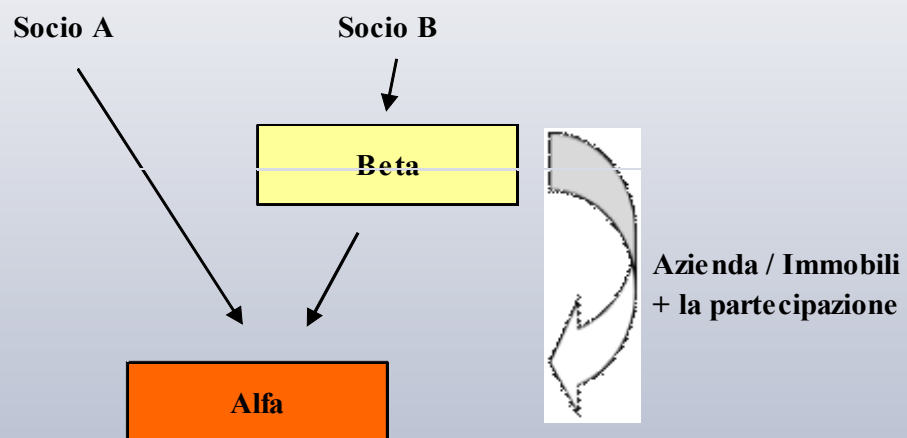 Socio A
Socio B
Beta
Azienda / Immobili
+ la partecipazione
Alfa